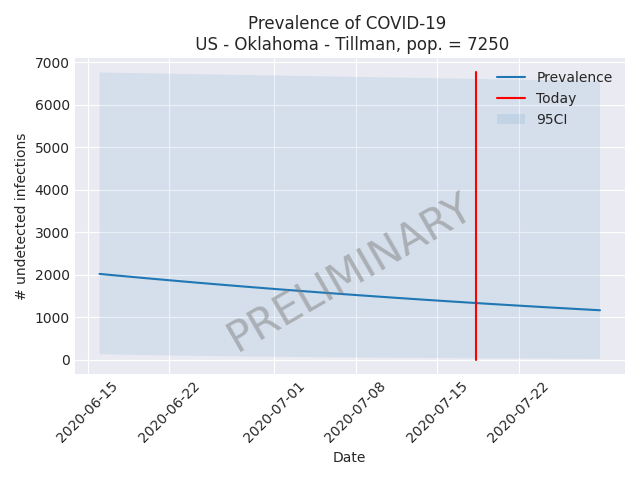 Prevalence of COVID-19
US - Oklahoma - Tillman, pop. = 7250
7000
6000
5000
4000
3000
2000
1000
0
# undetected infections
Prevalence
Today
95CI
PRELIMINARY
2020-06-15
2020-06-22
2020-07-01
2020-07-08
2020-07-15
2020-07-22
Date